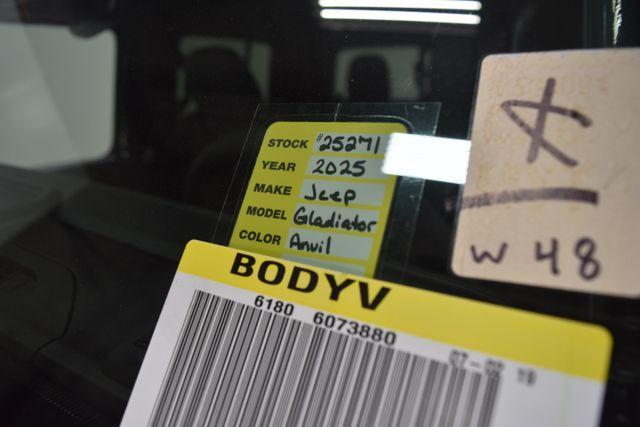 STOCK #25271
YEAR 2025
MAKE Jeep
MODEL Gladiator
COLOR Anvil
BODYV
6180 6073880
W 48